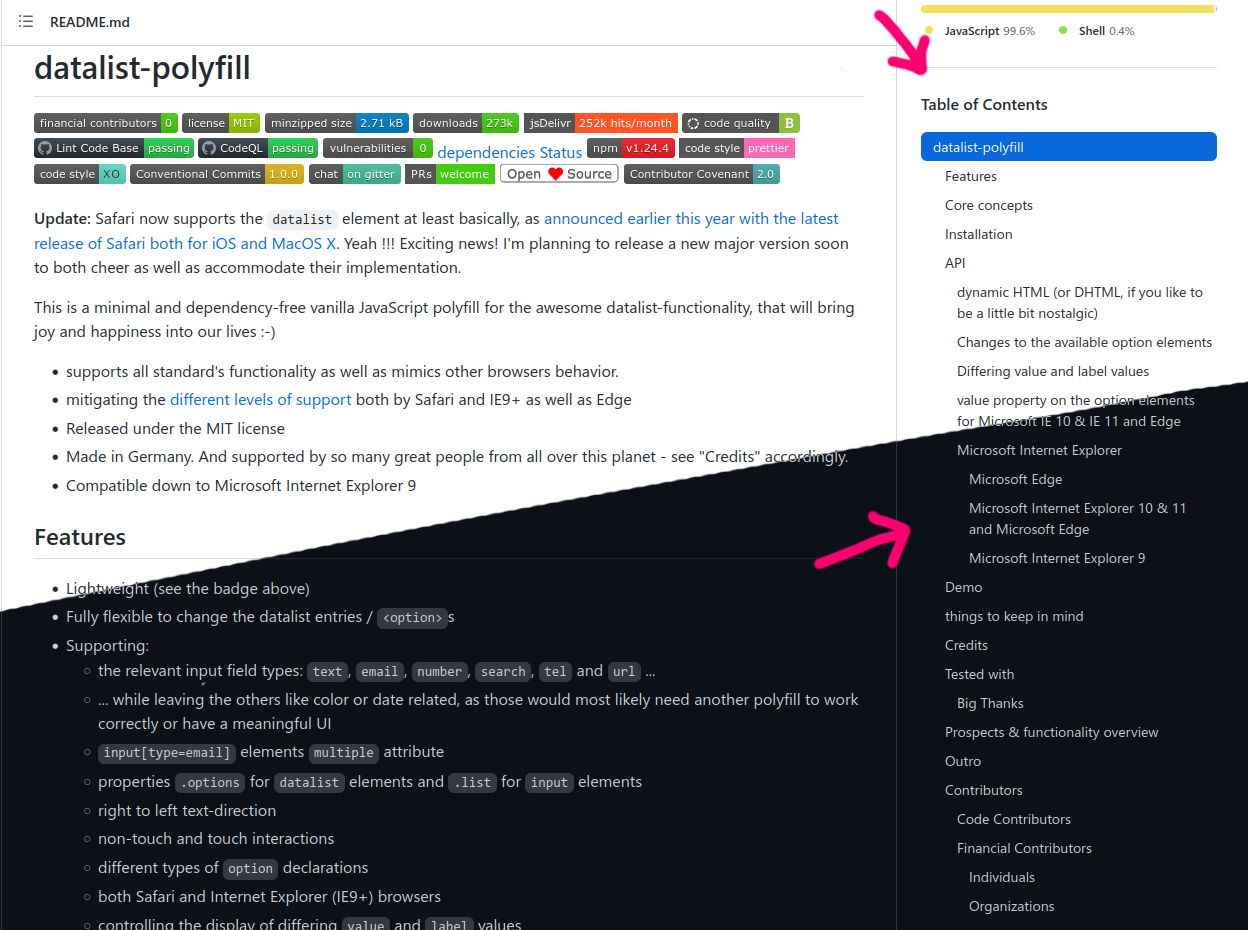 README.md
datalist-polyfill
financial contributors 0 license MIT minzipped size 2.71 kB downloads 273k jsDelivr 252k hits/month code quality B
Lint Code Base passing CodeQL passing vulnerabilities 0 dependencies Status npm v1.24.4 code style prettier
code style XO Conventional Commits 1.0.0 chat on gitter PRs welcome Open Source Contributor Covenant 2.0
Update: Safari now supports the datalist element at least basically, as announced earlier this year with the latest
release of Safari both for iOS and MacOS X. Yeah !!! Exciting news! I'm planning to release a new major version soon
to both cheer as well as accommodate their implementation.
This is a minimal and dependency-free vanilla JavaScript polyfill for the awesome datalist-functionality, that will bring
joy and happiness into our lives :-)
• supports all standard's functionality as well as mimics other browsers behavior.
• mitigating the different levels of support both by Safari and IE9+ as well as Edge
• Released under the MIT license
• Made in Germany. And supported by so many great people from all over this planet - see "Credits" accordingly.
• Compatible down to Microsoft Internet Explorer 9
Features
• Lightweight (see the badge above)
• Fully flexible to change the datalist entries / <option>s
• Supporting:
○ the relevant input field types: text, email, number, search, tel and url ...
○ ... while leaving the others like color or date related, as those would most likely need another polyfill to work
correctly or have a meaningful UI
○ input[type=email] elements multiple attribute
○ properties .options for datalist elements and .list for input elements
○ right to left text-direction
○ non-touch and touch interactions
○ different types of option declarations
○ both Safari and Internet Explorer (IE9+) browsers
○ controlling the display of differing value and label values
JavaScript 99.6% Shell 0.4%
Table of Contents
datalist-polyfill
Features
Core concepts
Installation
API
dynamic HTML (or DHTML, if you like to
be a little bit nostalgic)
Changes to the available option elements
Differing value and label values
value property on the option elements
for Microsoft IE 10 & IE 11 and Edge
Microsoft Internet Explorer
Microsoft Edge
Microsoft Internet Explorer 10 & 11
and Microsoft Edge
Microsoft Internet Explorer 9
Demo
things to keep in mind
Credits
Tested with
Big Thanks
Prospects & functionality overview
Outro
Contributors
Code Contributors
Financial Contributors
Individuals
Organizations